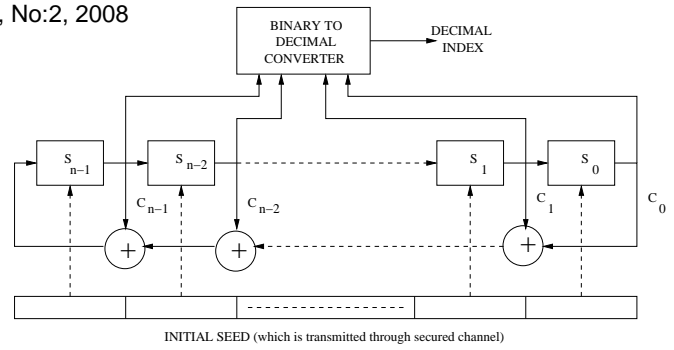 , No:2, 2008
BINARY TO
DECIMAL
CONVERTER
DECIMAL
INDEX
S n−1
S n−2
S 1
S 0
C n−1
C n−2
C 1
C 0
+
+
+
INITIAL SEED (which is transmitted through secured channel)